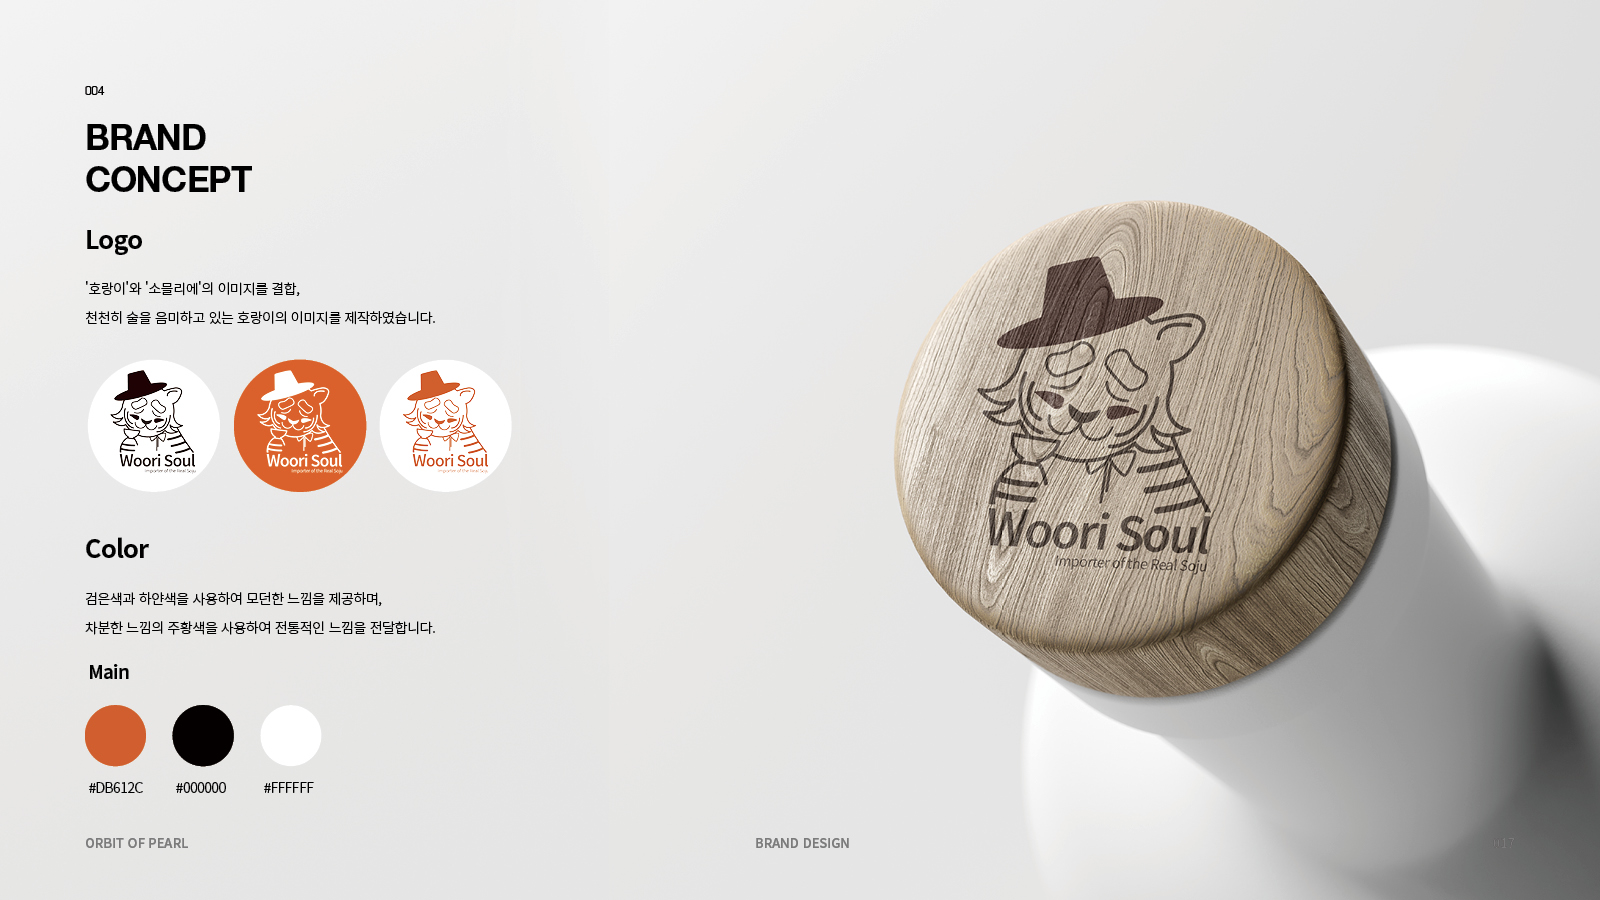 004
BRAND
CONCEPT
Logo
'호랑이'와 '소믈리에'의 이미지를 결합,
천천히 술을 음미하고 있는 호랑이의 이미지를 제작하였습니다.
Woori Soul
Importer of the Real Soju
Woori Soul
Importer of the Real Soju
Woori Soul
Importer of the Real Soju
Color
검은색과 하얀색을 사용하여 모던한 느낌을 제공하며,
차분한 느낌의 주황색을 사용하여 전통적인 느낌을 전달합니다.
Main
#DB612C
#000000
#FFFFFF
Woori Soul
Importer of the Real Soju
ORBIT OF PEARL
BRAND DESIGN